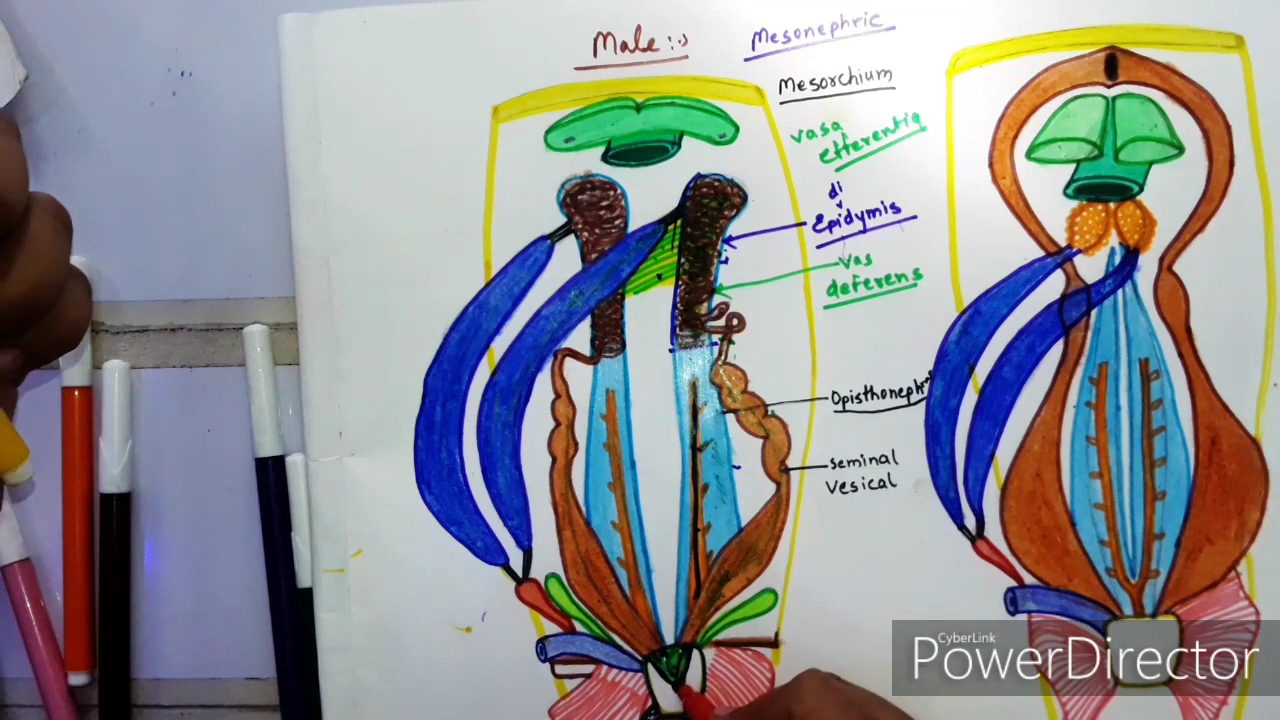 Male :-
Mesonephric
Mesorchium
vasa
efferentia
di
Epidymis
vas
deferens
Opisthoneph
seminal
vesical
CyberLink
PowerDirector